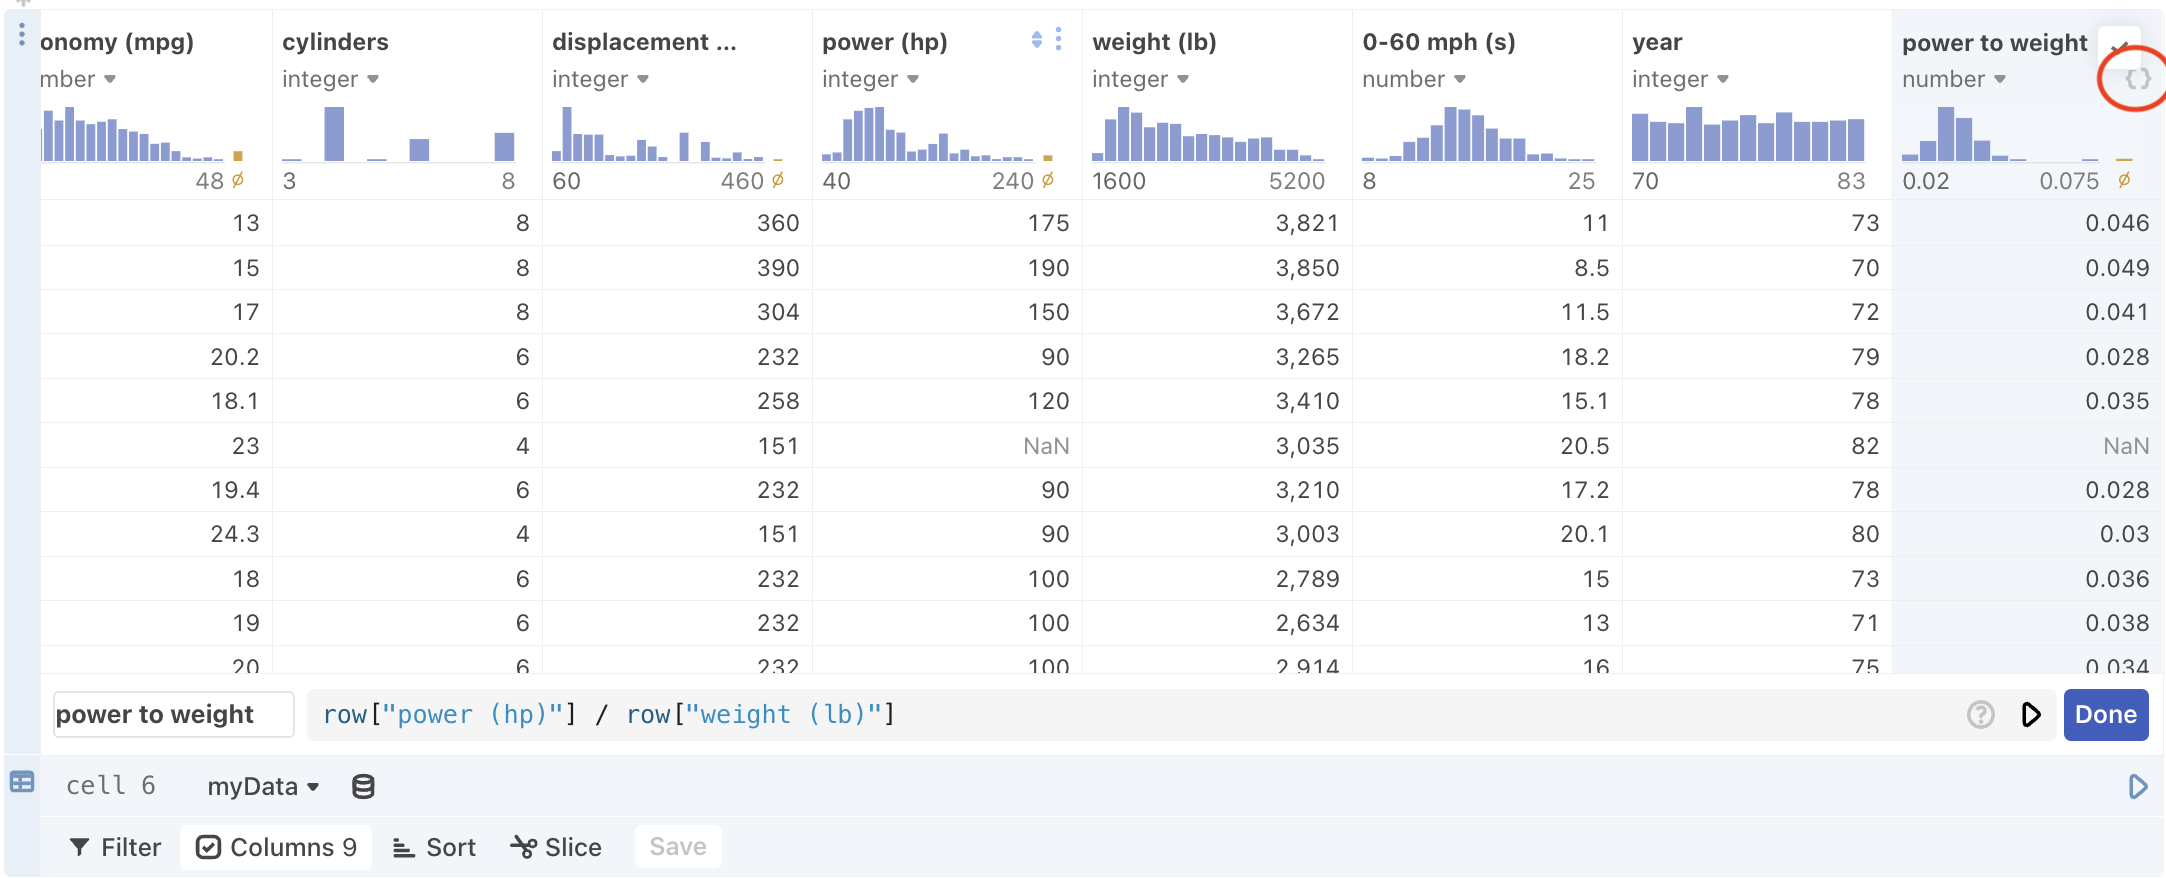 onomy (mpg) cylinders displacement ... power (hp) weight (lb) 0-60 mph (s) year power to weight
mber integer integer integer integer number integer number {}
48 ø 3 8 60 460 ø 40 240 ø 1600 5200 8 25 70 83 0.02 0.075 ø
13 8 360 175 3,821 11 73 0.046
15 8 390 190 3,850 8.5 70 0.049
17 8 304 150 3,672 11.5 72 0.041
20.2 6 232 90 3,265 18.2 79 0.028
18.1 6 258 120 3,410 15.1 78 0.035
23 4 151 NaN 3,035 20.5 82 NaN
19.4 6 232 90 3,210 17.2 78 0.028
24.3 4 151 90 3,003 20.1 80 0.03
18 6 232 100 2,789 15 73 0.036
19 6 232 100 2,634 13 71 0.038
20 6 232 100 2,914 16 75 0.034
power to weight row["power (hp)"] / row["weight (lb)"] ? Done
cell 6 myData
Filter Columns 9 Sort Slice Save